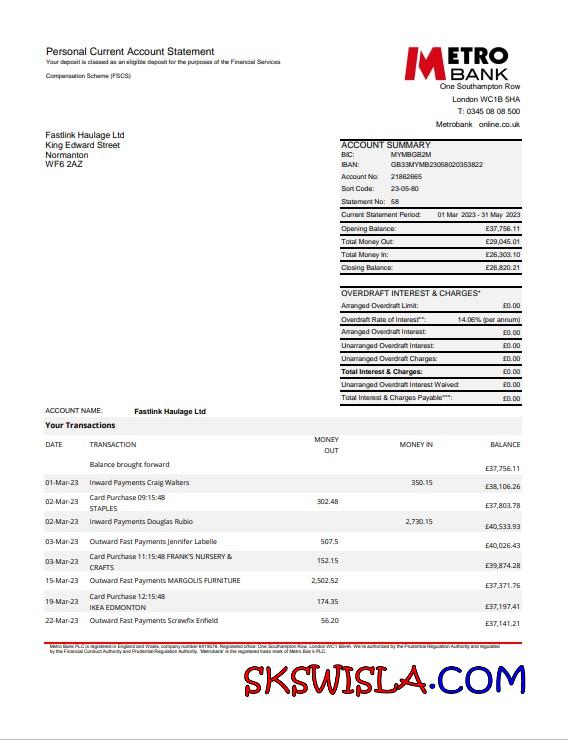 Personal Current Account Statement
Your deposit is classed as an eligible deposit for the purposes of the Financial Services
Compensation Scheme (FSCS)
METRO
BANK
One Southampton Row
London WC1B 5HA
T: 0345 08 08 500
Metrobank online.co.uk
Fastlink Haulage Ltd
King Edward Street
Normanton
WF6 2AZ
ACCOUNT SUMMARY
BIC: MYMBGB2M
IBAN: GB33MYMB23058020353822
Account No: 21862665
Sort Code: 23-05-80
Statement No: 58
Current Statement Period: 01 Mar 2023 - 31 May 2023
Opening Balance: £37,756.11
Total Money Out: £29,045.01
Total Money In: £26,303.10
Closing Balance: £26,820.21
OVERDRAFT INTEREST & CHARGES*
Arranged Overdraft Limit: £0.00
Overdraft Rate of Interest**: 14.06% (per annum)
Arranged Overdraft Interest: £0.00
Unarranged Overdraft Interest: £0.00
Unarranged Overdraft Charges: £0.00
Total Interest & Charges: £0.00
Unarranged Overdraft Interest Waived: £0.00
Total Interest & Charges Payable***: £0.00
ACCOUNT NAME: Fastlink Haulage Ltd
Your Transactions
DATE TRANSACTION MONEY OUT MONEY IN BALANCE
Balance brought forward £37,756.11
01-Mar-23 Inward Payments Craig Walters 350.15 £38,106.26
02-Mar-23 Card Purchase 09:15:48 302.48 £37,803.78
STAPLES
02-Mar-23 Inward Payments Douglas Rubio 2,730.15 £40,533.93
03-Mar-23 Outward Fast Payments Jennifer Labelle 507.5 £40,026.43
03-Mar-23 Card Purchase 11:15:48 FRANK'S NURSERY & 152.15 £39,874.28
CRAFTS
15-Mar-23 Outward Fast Payments MARGOLIS FURNITURE 2,502.52 £37,371.76
19-Mar-23 Card Purchase 12:15:48 174.35 £37,197.41
IKEA EDMONTON
22-Mar-23 Outward Fast Payments Screwfix Enfield 56.20 £37,141.21
Metro Bank PLC is registered in England and Wales, company number 6419578. Registered office: One Southampton Row, London WC1 B5HA. We're authorized by the Prudential Regulation Authority and regulated
by the Financial Conduct Authority and Prudential Regulation Authority. 'Metrobank' is the registered trade mark of Metro Bank PLC.
SKSWISLA.COM